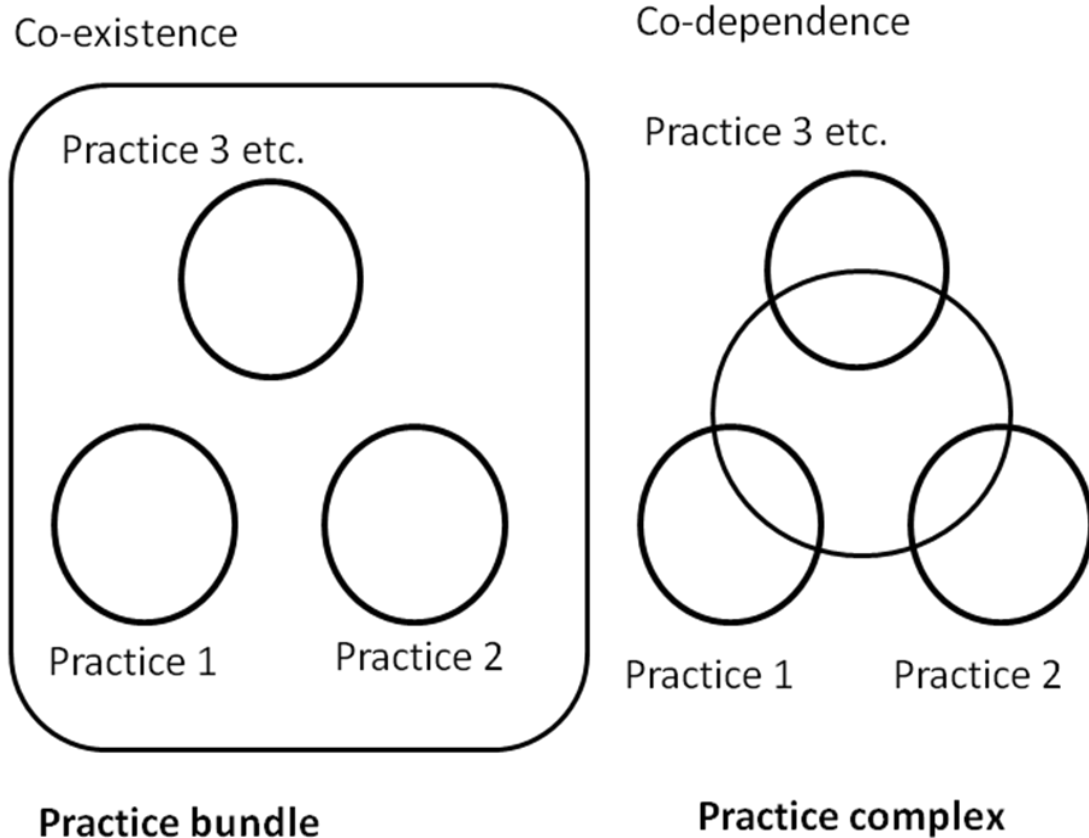 Co-existence
Practice 3 etc.
Practice 1
Practice 2
Practice bundle
Co-dependence
Practice 3 etc.
Practice 1
Practice 2
Practice complex